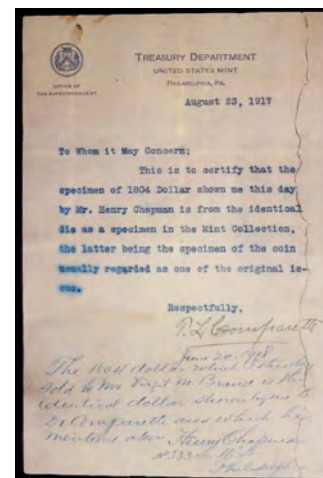 TREASURY DEPARTMENT
UNITED STATES MINT
PHILADELPHIA, PA.
OFFICE OF
THE SUPERINTENDENT
August 23, 1917
To Whom it May Concern;
This is to certify that the
specimen of 1804 Dollar shown me this day
by Mr. Henry Chapman is from the identical
die as a specimen in the Mint Collection,
the latter being the specimen of the coin
usually regarded as one of the original is-
sue.
Respectfully,
T. L. Comparette
June 20. 1918
The 1804 dollar which I
Sold to Mr Virgil M. Brand is the
identical dollar shown by me to
Dr Comparette and which he
mentions above Henry Chapman
Philadelphia